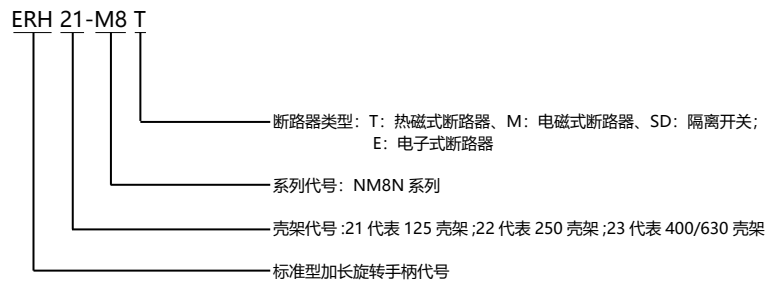 ERH 21-M8 T
断路器类型：T：热磁式断路器、M：电磁式断路器、SD：隔离开关；
E：电子式断路器
系列代号：NM8N 系列
壳架代号 :21 代表 125 壳架 ;22 代表 250 壳架 ;23 代表 400/630 壳架
标准型加长旋转手柄代号